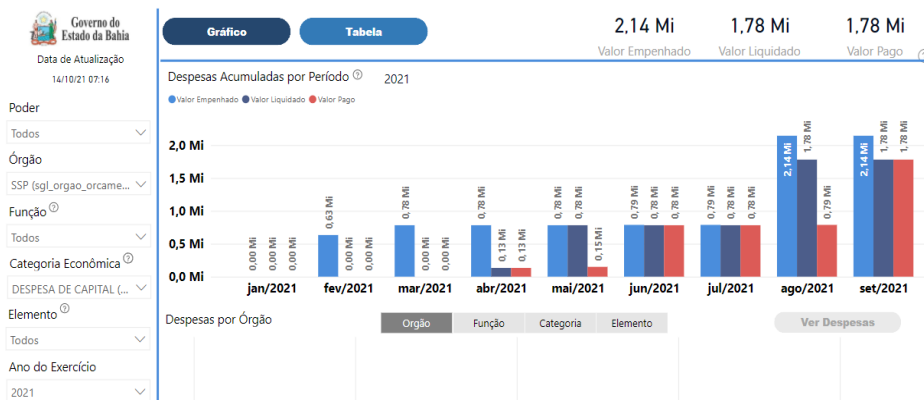 Governo do
Estado da Bahia
Data de Atualização
14/10/21 07:16
Poder
Todos
Órgão
SSP (sgl_orgao_orcame...
Função
Todos
Categoria Econômica
DESPESA DE CAPITAL (...
Elemento
Todos
Ano do Exercício
2021
Gráfico
Tabela
2,14 Mi
Valor Empenhado
1,78 Mi
Valor Liquidado
1,78 Mi
Valor Pago
Despesas Acumuladas por Período
2021
Valor Empenhado Valor Liquidado Valor Pago
2,0 Mi
1,5 Mi
1,0 Mi
0,5 Mi
0,0 Mi
0,00 Mi 0,00 Mi 0,00 Mi
0,63 Mi 0,00 Mi 0,00 Mi
0,78 Mi 0,00 Mi 0,00 Mi
0,78 Mi 0,13 Mi 0,13 Mi
0,78 Mi 0,78 Mi 0,15 Mi
0,79 Mi 0,78 Mi 0,78 Mi
0,79 Mi 0,78 Mi 0,78 Mi
2,14 Mi 1,78 Mi 0,79 Mi
2,14 Mi 1,78 Mi 1,78 Mi
jan/2021 fev/2021 mar/2021 abr/2021 mai/2021 jun/2021 jul/2021 ago/2021 set/2021
Despesas por Órgão
Orgão Função Categoria Elemento
Ver Despesas